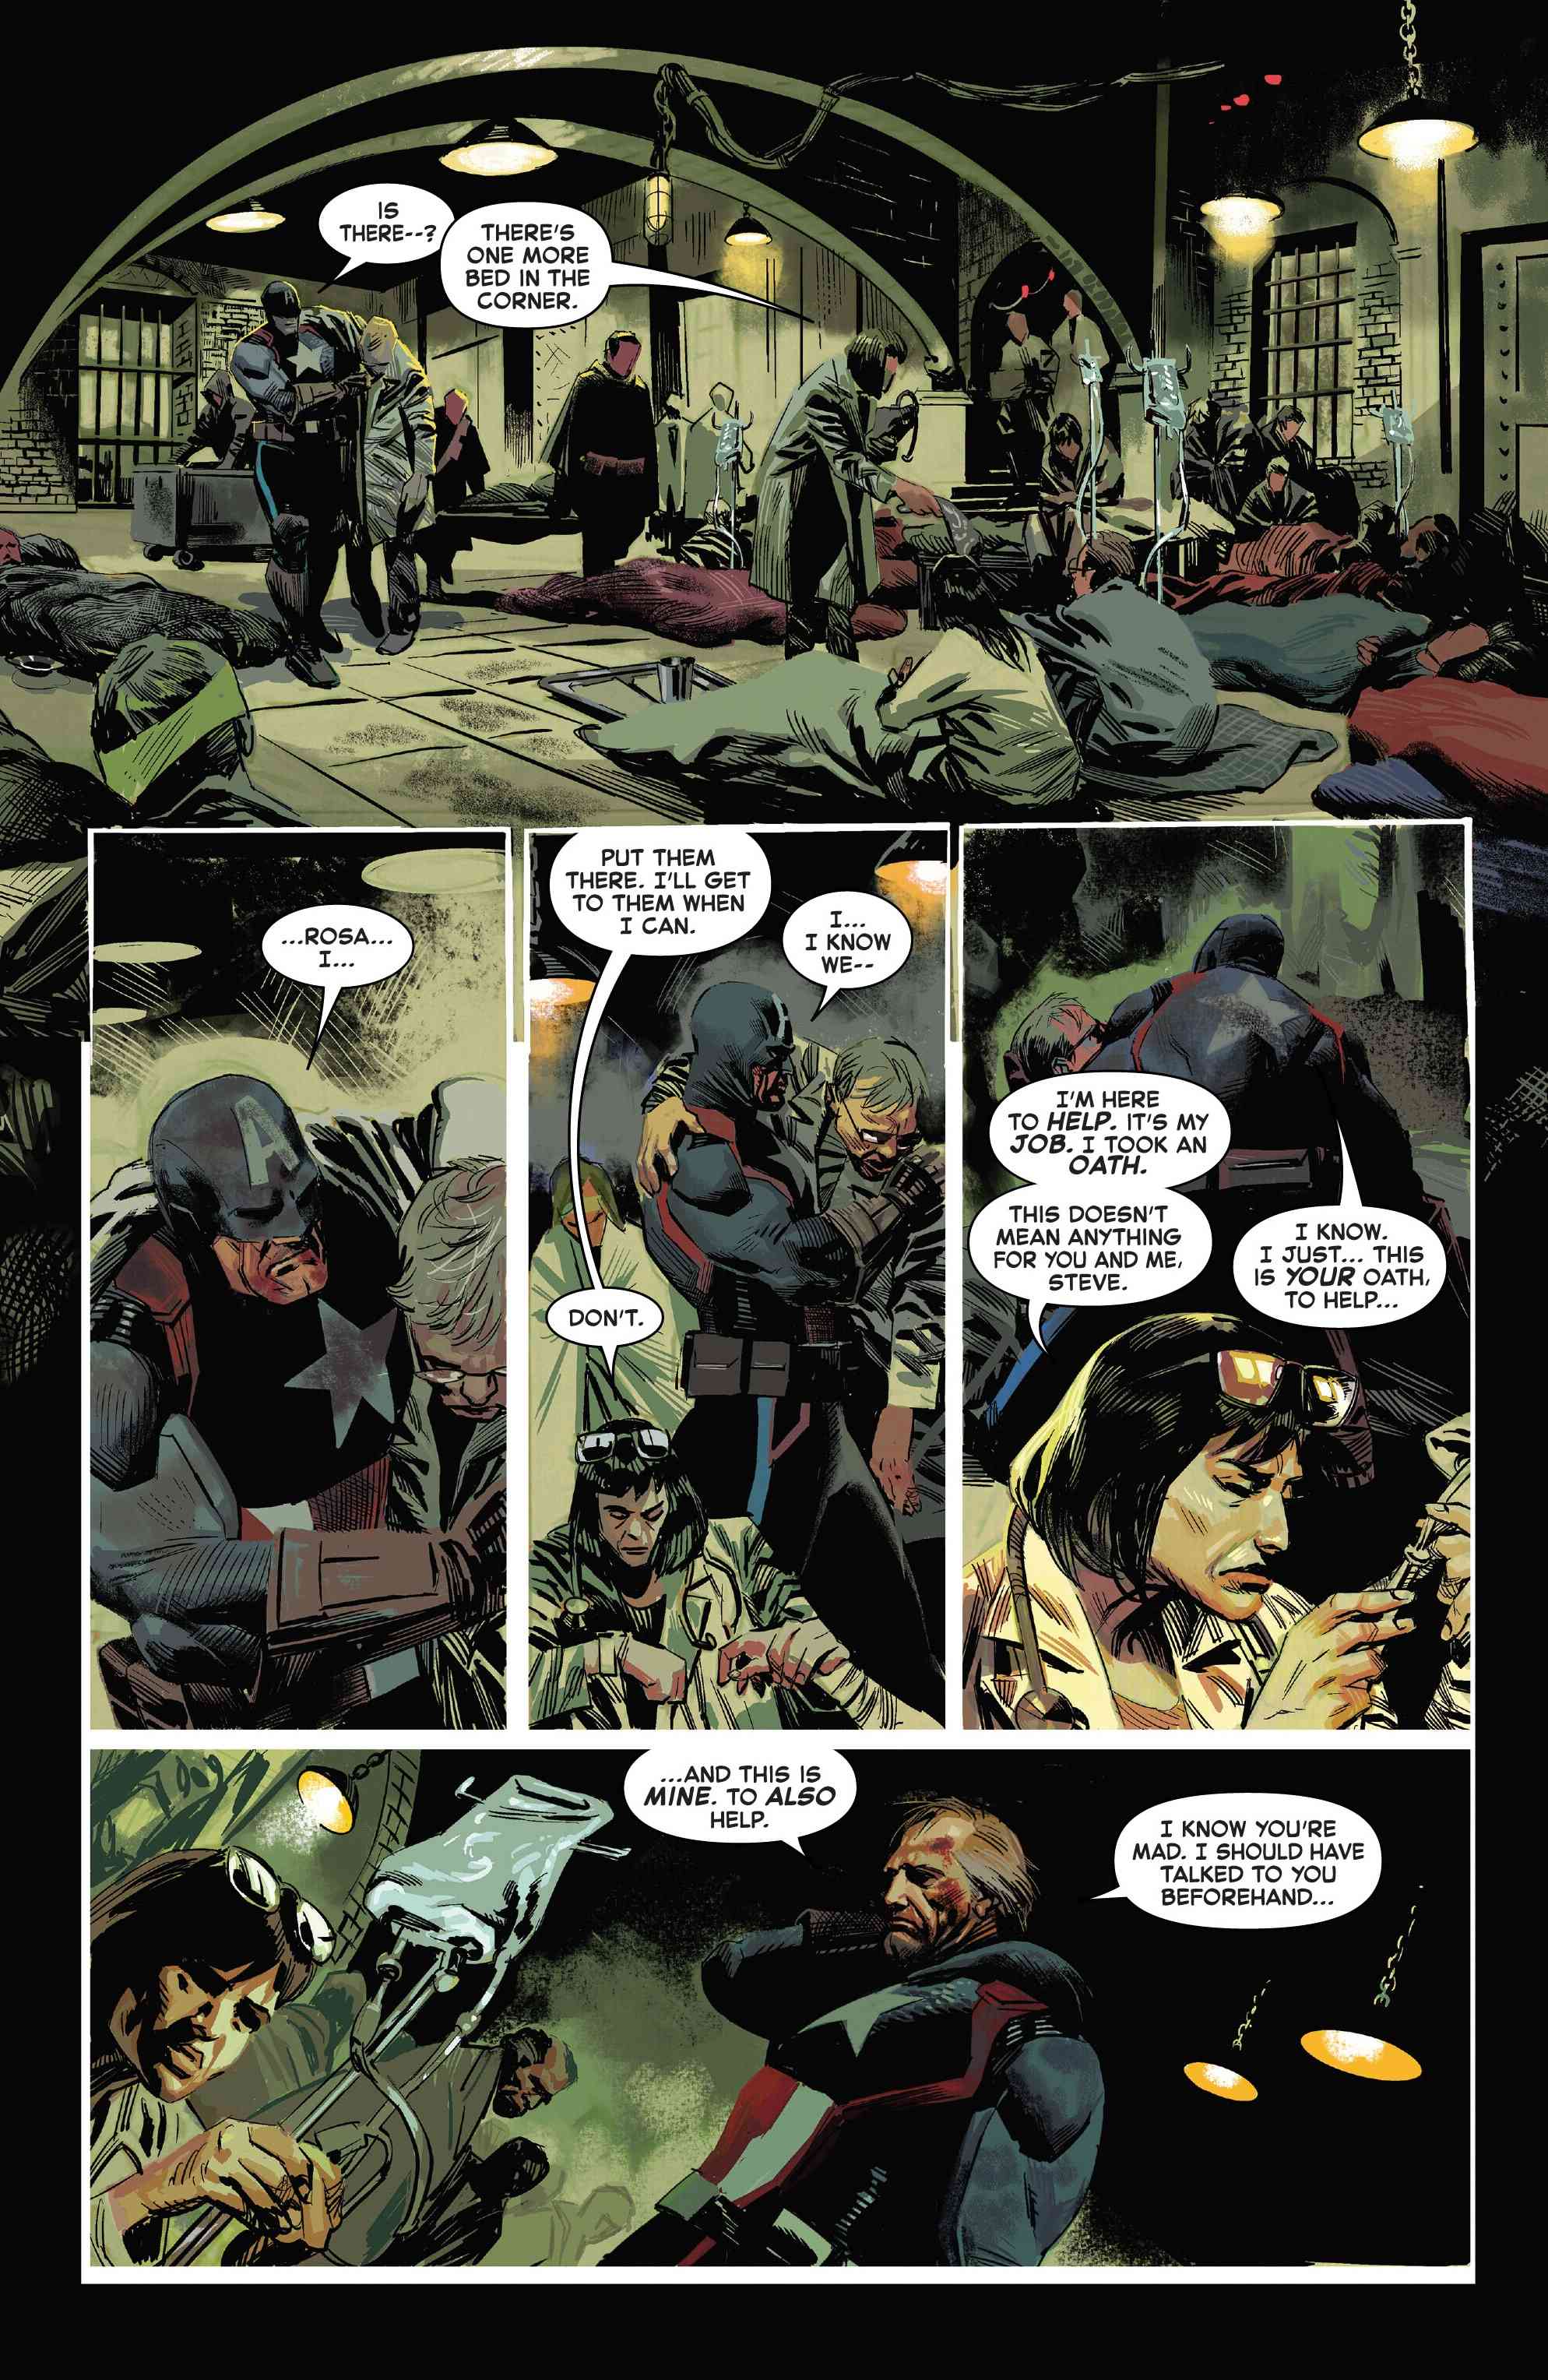 IS
THERE--?
THERE'S
ONE MORE
BED IN THE
CORNER.
...ROSA...
I...
PUT THEM
THERE. I'LL GET
TO THEM WHEN
I CAN.
I...
I KNOW
WE--
DON'T.
I'M HERE
TO HELP. IT'S MY
JOB. I TOOK AN
OATH.
THIS DOESN'T
MEAN ANYTHING
FOR YOU AND ME,
STEVE.
I KNOW.
I JUST... THIS
IS YOUR OATH,
TO HELP...
...AND THIS IS
MINE. TO ALSO
HELP.
I KNOW YOU'RE
MAD. I SHOULD HAVE
TALKED TO YOU
BEFOREHAND...